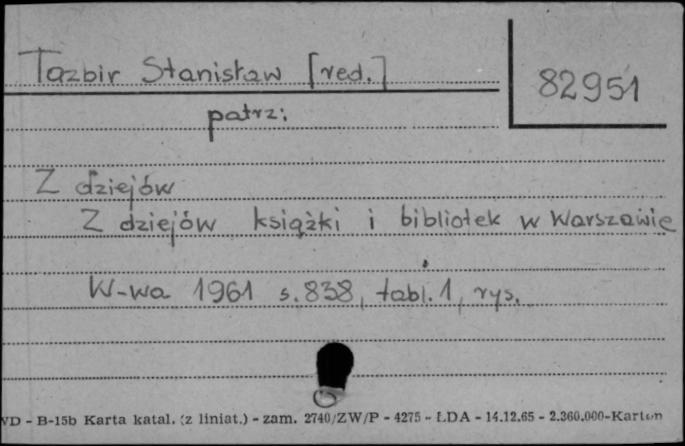 Tazbir Stanisław [red.]
82951
patrz:
Z dziejów
Z dziejów książki i bibliotek w Warszawie
W-wa 1961 s. 838, tabl. 1, rys.
VD - B-15b Karta katal. (z liniat.) - zam. 2740/ZW/P - 4275 - ŁDA - 14.12.65 - 2.360.000-Karton